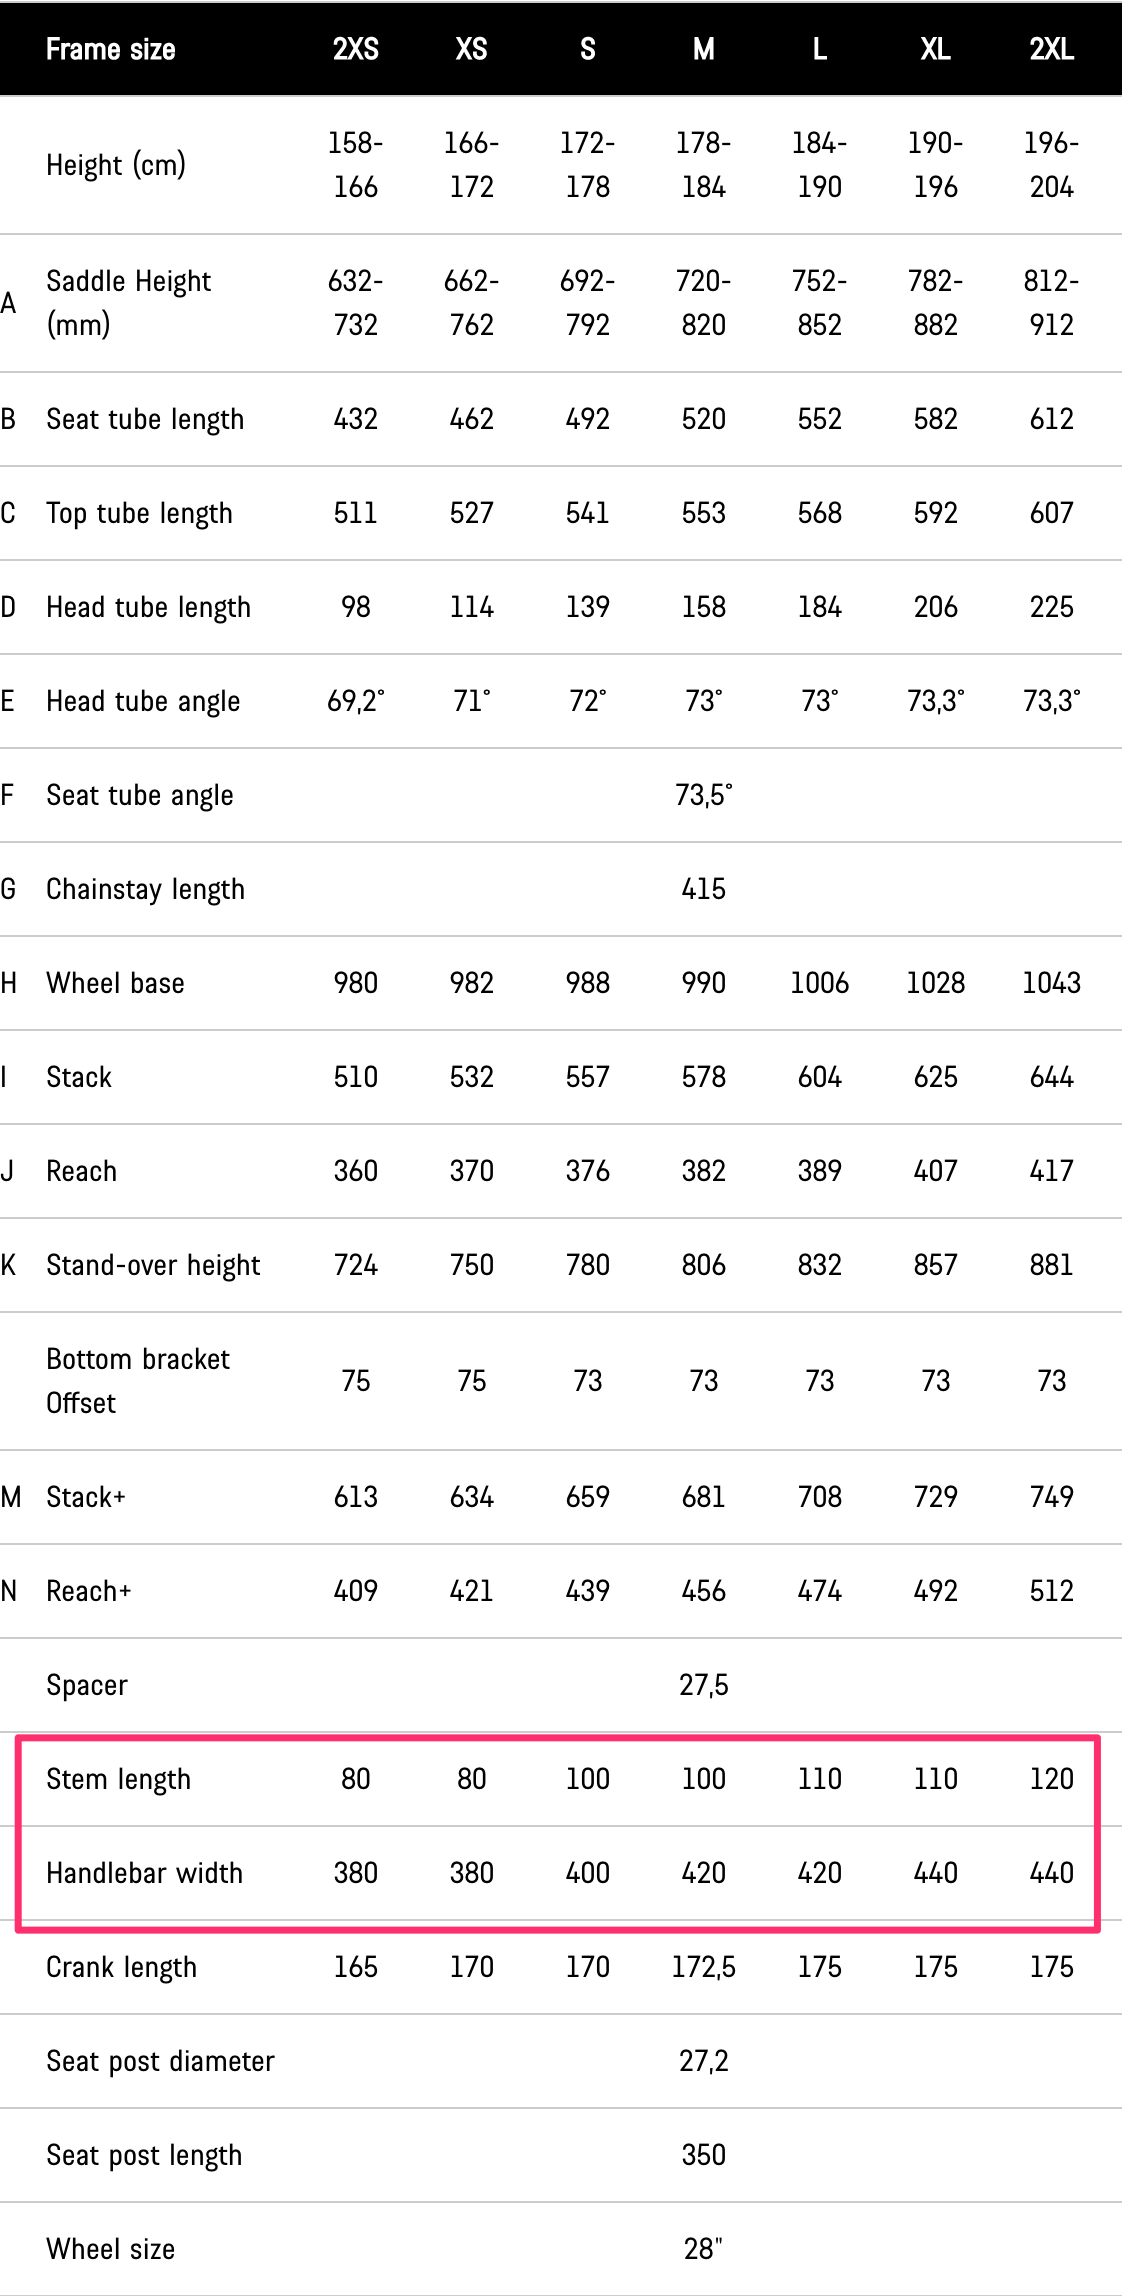 Frame size 2XS XS S M L XL 2XL
Height (cm) 158-166 166-172 172-178 178-184 184-190 190-196 196-204
A Saddle Height (mm) 632-732 662-762 692-792 720-820 752-852 782-882 812-912
B Seat tube length 432 462 492 520 552 582 612
C Top tube length 511 527 541 553 568 592 607
D Head tube length 98 114 139 158 184 206 225
E Head tube angle 69,2° 71° 72° 73° 73° 73,3° 73,3°
F Seat tube angle 73,5°
G Chainstay length 415
H Wheel base 980 982 988 990 1006 1028 1043
I Stack 510 532 557 578 604 625 644
J Reach 360 370 376 382 389 407 417
K Stand-over height 724 750 780 806 832 857 881
Bottom bracket Offset 75 75 73 73 73 73 73
M Stack+ 613 634 659 681 708 729 749
N Reach+ 409 421 439 456 474 492 512
Spacer 27,5
Stem length 80 80 100 100 110 110 120
Handlebar width 380 380 400 420 420 440 440
Crank length 165 170 170 172,5 175 175 175
Seat post diameter 27,2
Seat post length 350
Wheel size 28"